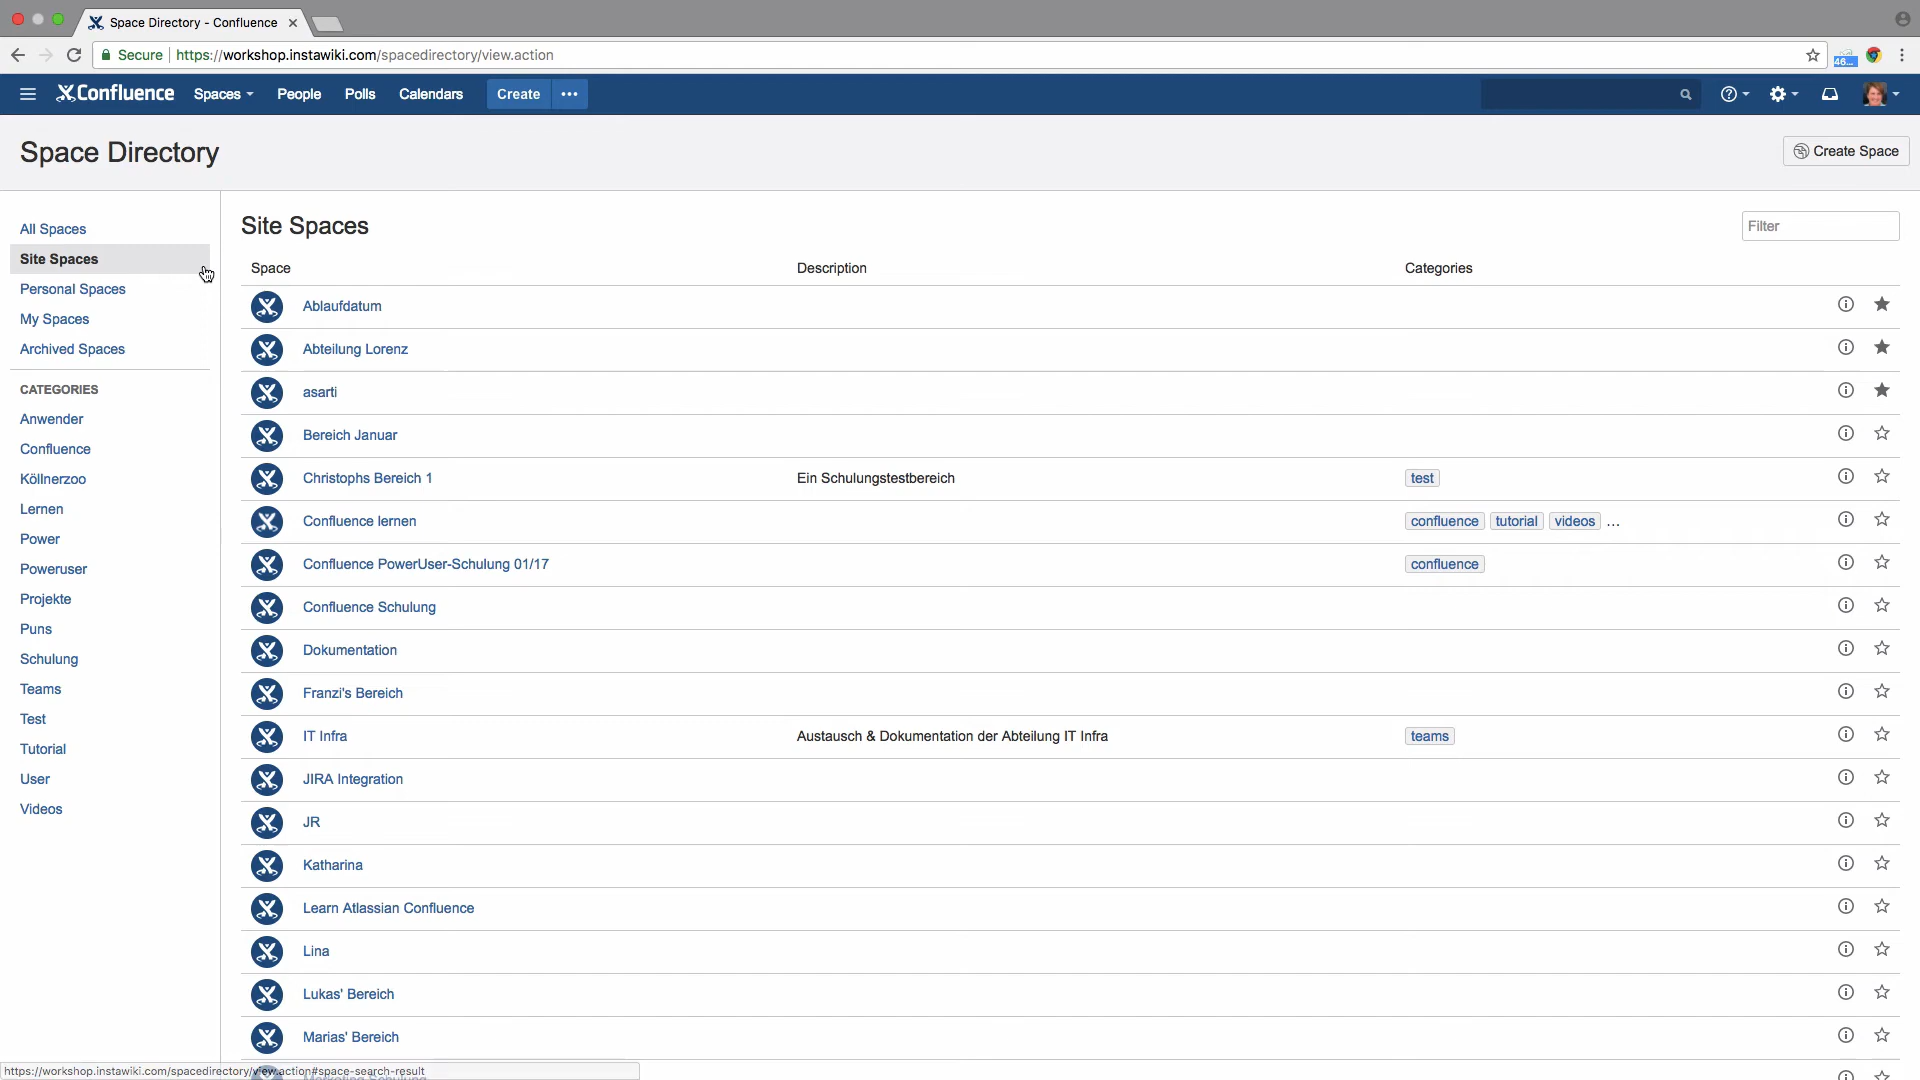 Space Directory - Confluence
Secure https://workshop.instawiki.com/spacedirectory/view.action
46...
Confluence Spaces People Polls Calendars Create
Space Directory
Create Space
All Spaces
Site Spaces
Personal Spaces
My Spaces
Archived Spaces
CATEGORIES
Anwender
Confluence
Köllnerzoo
Lernen
Power
Poweruser
Projekte
Puns
Schulung
Teams
Test
Tutorial
User
Videos
Site Spaces
Filter
Space Description Categories
Ablaufdatum
Abteilung Lorenz
asarti
Bereich Januar
Christophs Bereich 1 Ein Schulungstestbereich test
Confluence lernen confluence tutorial videos ...
Confluence PowerUser-Schulung 01/17 confluence
Confluence Schulung
Dokumentation
Franzi's Bereich
IT Infra Austausch & Dokumentation der Abteilung IT Infra teams
JIRA Integration
JR
Katharina
Learn Atlassian Confluence
Lina
Lukas' Bereich
Marias' Bereich
Marketing Schulung
https://workshop.instawiki.com/spacedirectory/view.action#space-search-result